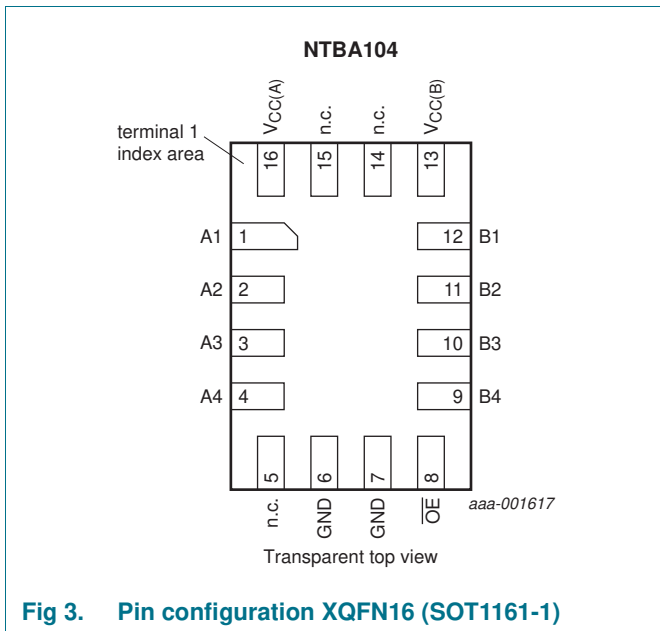 NTBA104
VCC(A)
n.c.
n.c.
VCC(B)
terminal 1
index area
16
15
14
13
A1 1
12 B1
A2 2
11 B2
A3 3
10 B3
A4 4
9 B4
5
6
7
8
n.c.
GND
GND
O̅E̅
aaa-001617
Transparent top view
Fig 3. Pin configuration XQFN16 (SOT1161-1)